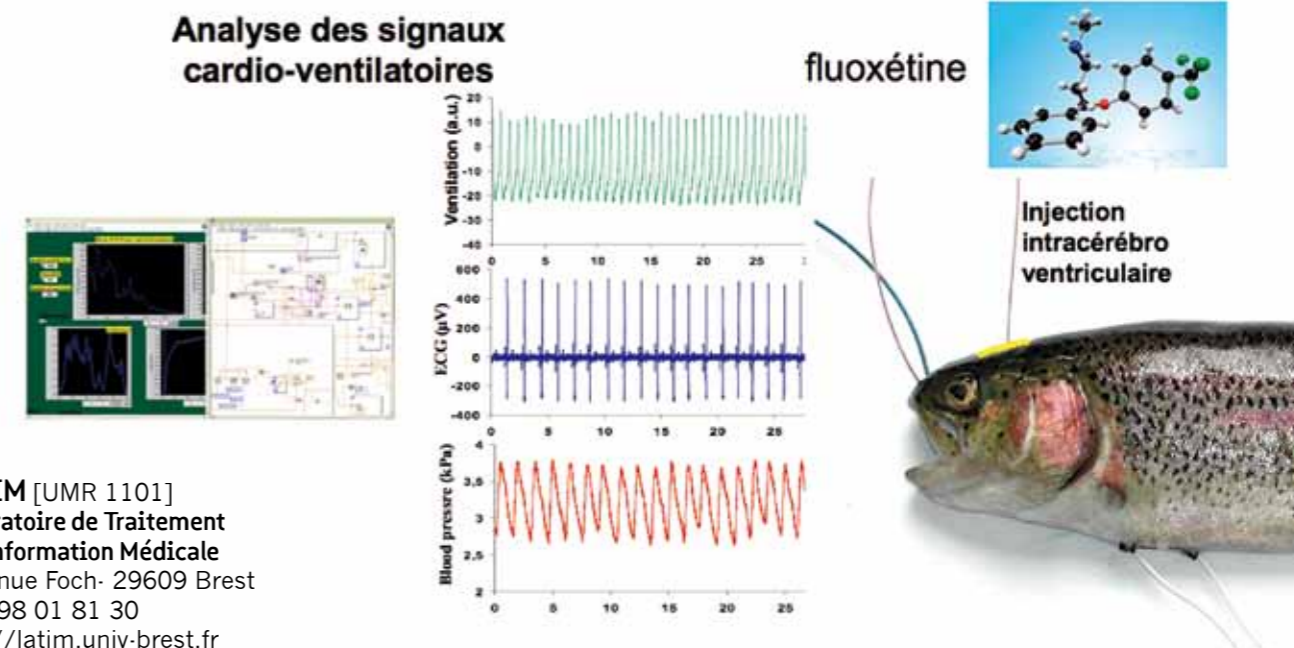 Analyse des signaux
cardio-ventilatoires
fluoxétine
Injection
intracérébro
ventriculaire
Ventilation (a.u.)
20
10
0
-10
-20
-30
-40
0 5 10 15 20 25
ECG (µV)
600
400
200
0
-200
-400
0 5 10 15 20 25
Blood pressre (kPa)
4
3,5
3
2,5
2
0 5 10 15 20 25
IM [UMR 1101]
ratoire de Traitement
nformation Médicale
nue Foch- 29609 Brest
98 01 81 30
//latim.univ-brest.fr